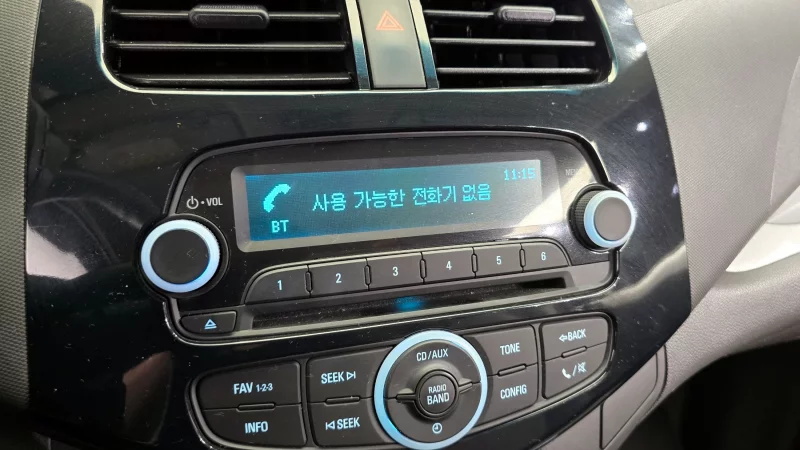 11:15
사용 가능한 전화기 없음
BT
VOL
1 2 3 4 5 6
CD/AUX
TONE
BACK
FAV 1-2-3
SEEK
RADIO
BAND
CONFIG
INFO
SEEK